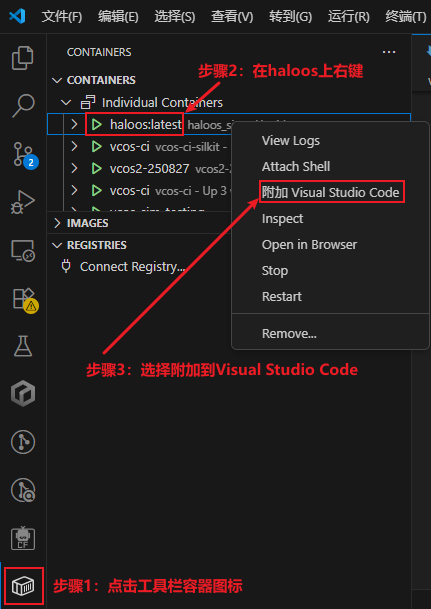 文件(F) 编辑(E) 选择(S) 查看(V) 转到(G) 运行(R) 终端(T)
CONTAINERS ...
步骤2：在haloos上右键
CONTAINERS
Individual Containers
haloos:latest
vcos-ci vcos-ci-silkit -
vcos2-250827
vcos-ci vcos-ci - Up 3
IMAGES
REGISTRIES
Connect Registry...
View Logs
Attach Shell
附加 Visual Studio Code
Inspect
Open in Browser
Stop
Restart
Remove...
步骤3：选择附加到Visual Studio Code
2
步骤1：点击工具栏容器图标